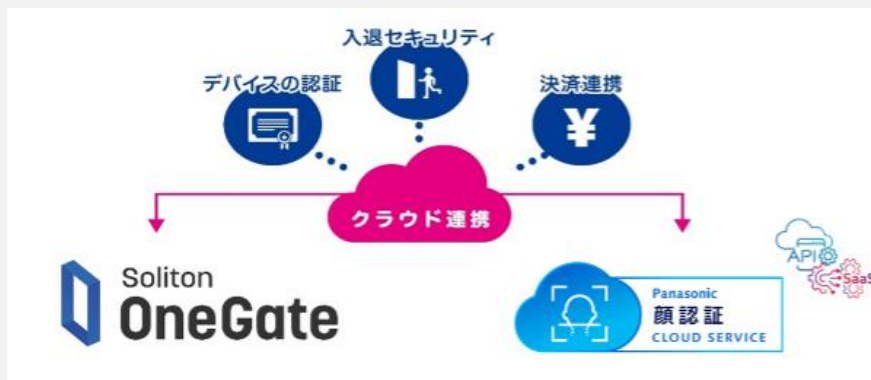 入退セキュリティ
デバイスの認証
決済連携
¥
クラウド連携
Soliton
OneGate
Panasonic
顔認証
CLOUD SERVICE
API
SaaS